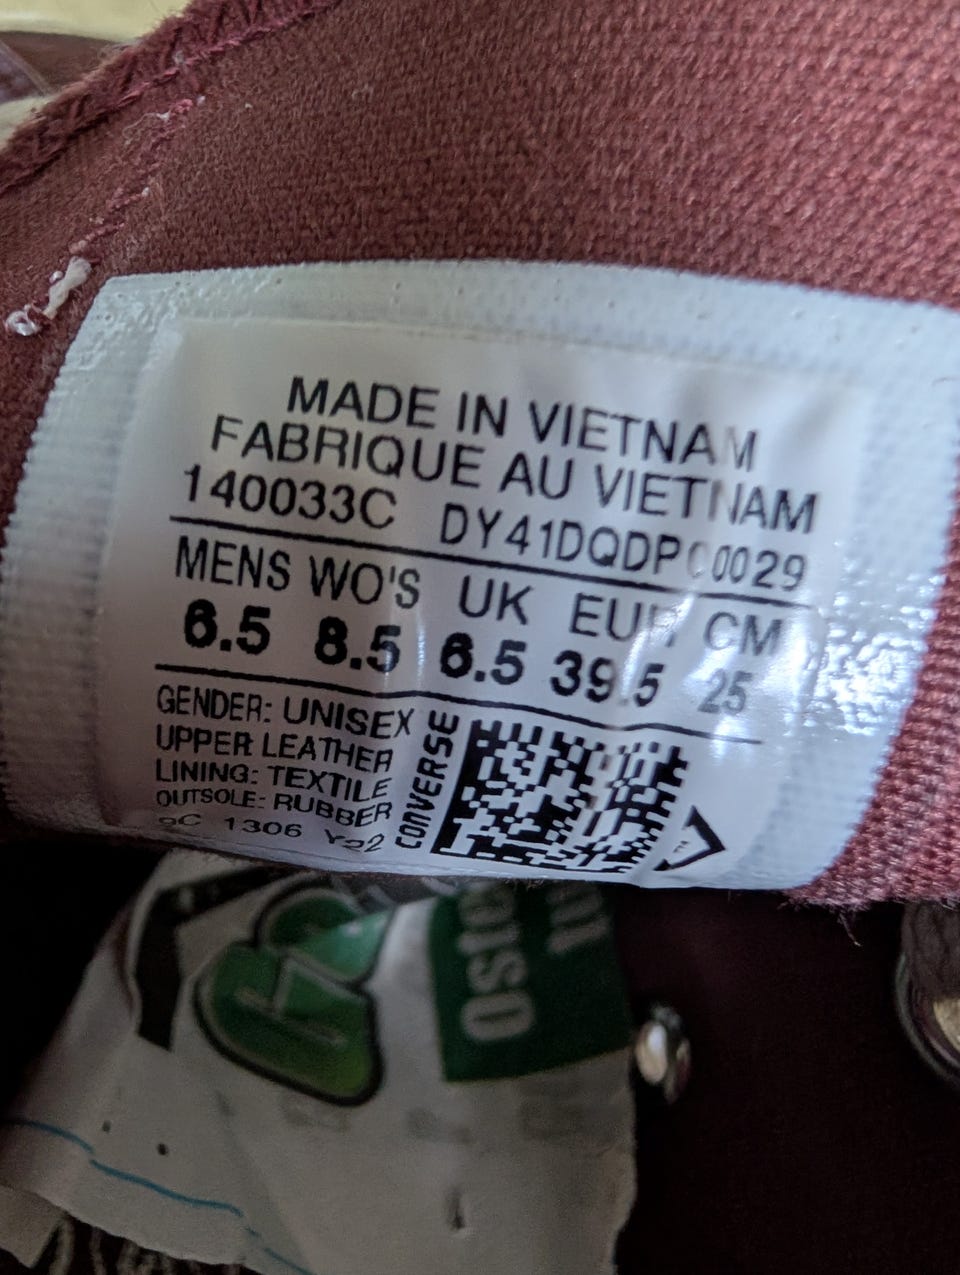 MADE IN VIETNAM
FABRIQUE AU VIETNAM
140033C DY41DQDP00029
MENS WO'S UK EUR CM
6.5 8.5 6.5 39.5 25
GENDER: UNISEX
UPPER LEATHER
LINING: TEXTILE
OUTSOLE: RUBBER
1306 Y22
CONVERSE